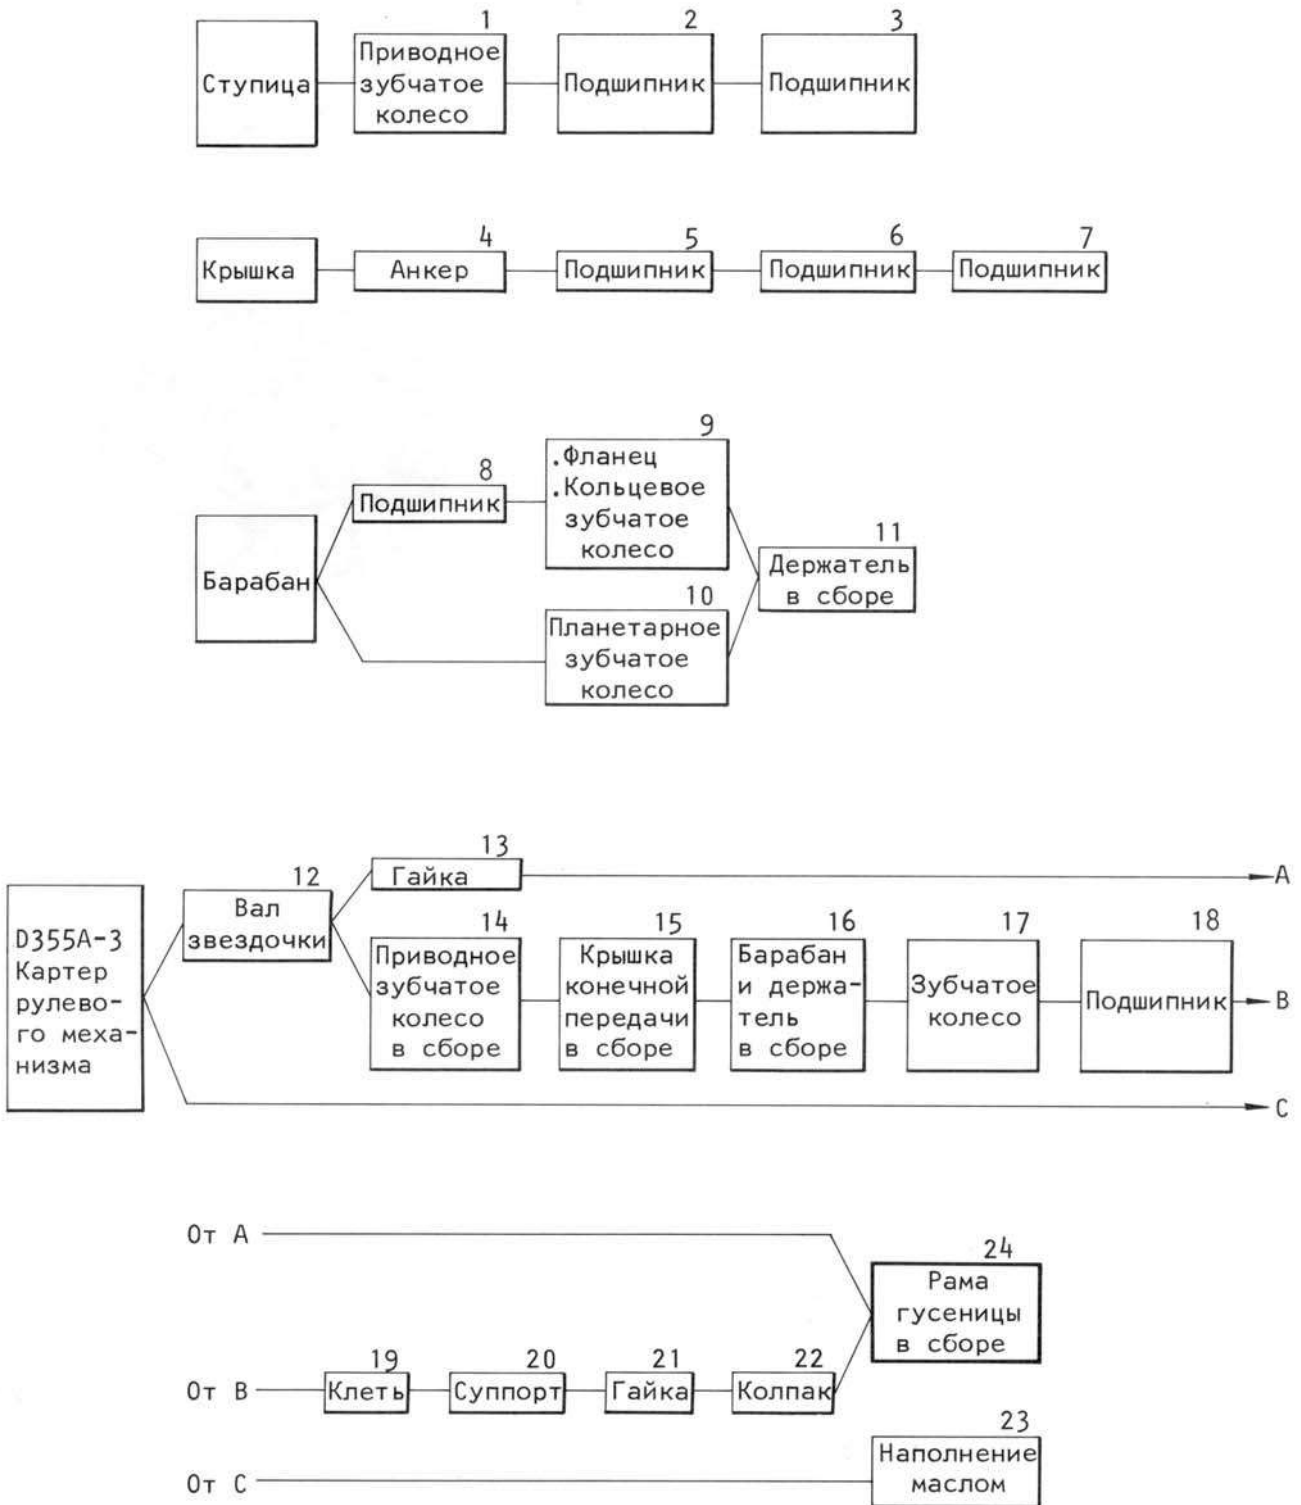 1
Приводное
зубчатое
колесо
2
Подшипник
3
Подшипник
Ступица
4
Анкер
5
Подшипник
6
Подшипник
7
Подшипник
Крышка
8
Подшипник
9
.Фланец
.Кольцевое
зубчатое
колесо
Барабан
10
Планетарное
зубчатое
колесо
11
Держатель
в сборе
D355A-3
Картер
рулево-
го меха-
низма
12
Вал
звездочки
13
Гайка
A
14
Приводное
зубчатое
колесо
в сборе
15
Крышка
конечной
передачи
в сборе
16
Барабан
и держа-
тель
в сборе
17
Зубчатое
колесо
18
Подшипник
B
C
От A
24
Рама
гусеницы
в сборе
От B
19
Клеть
20
Суппорт
21
Гайка
22
Колпак
От C
23
Наполнение
маслом